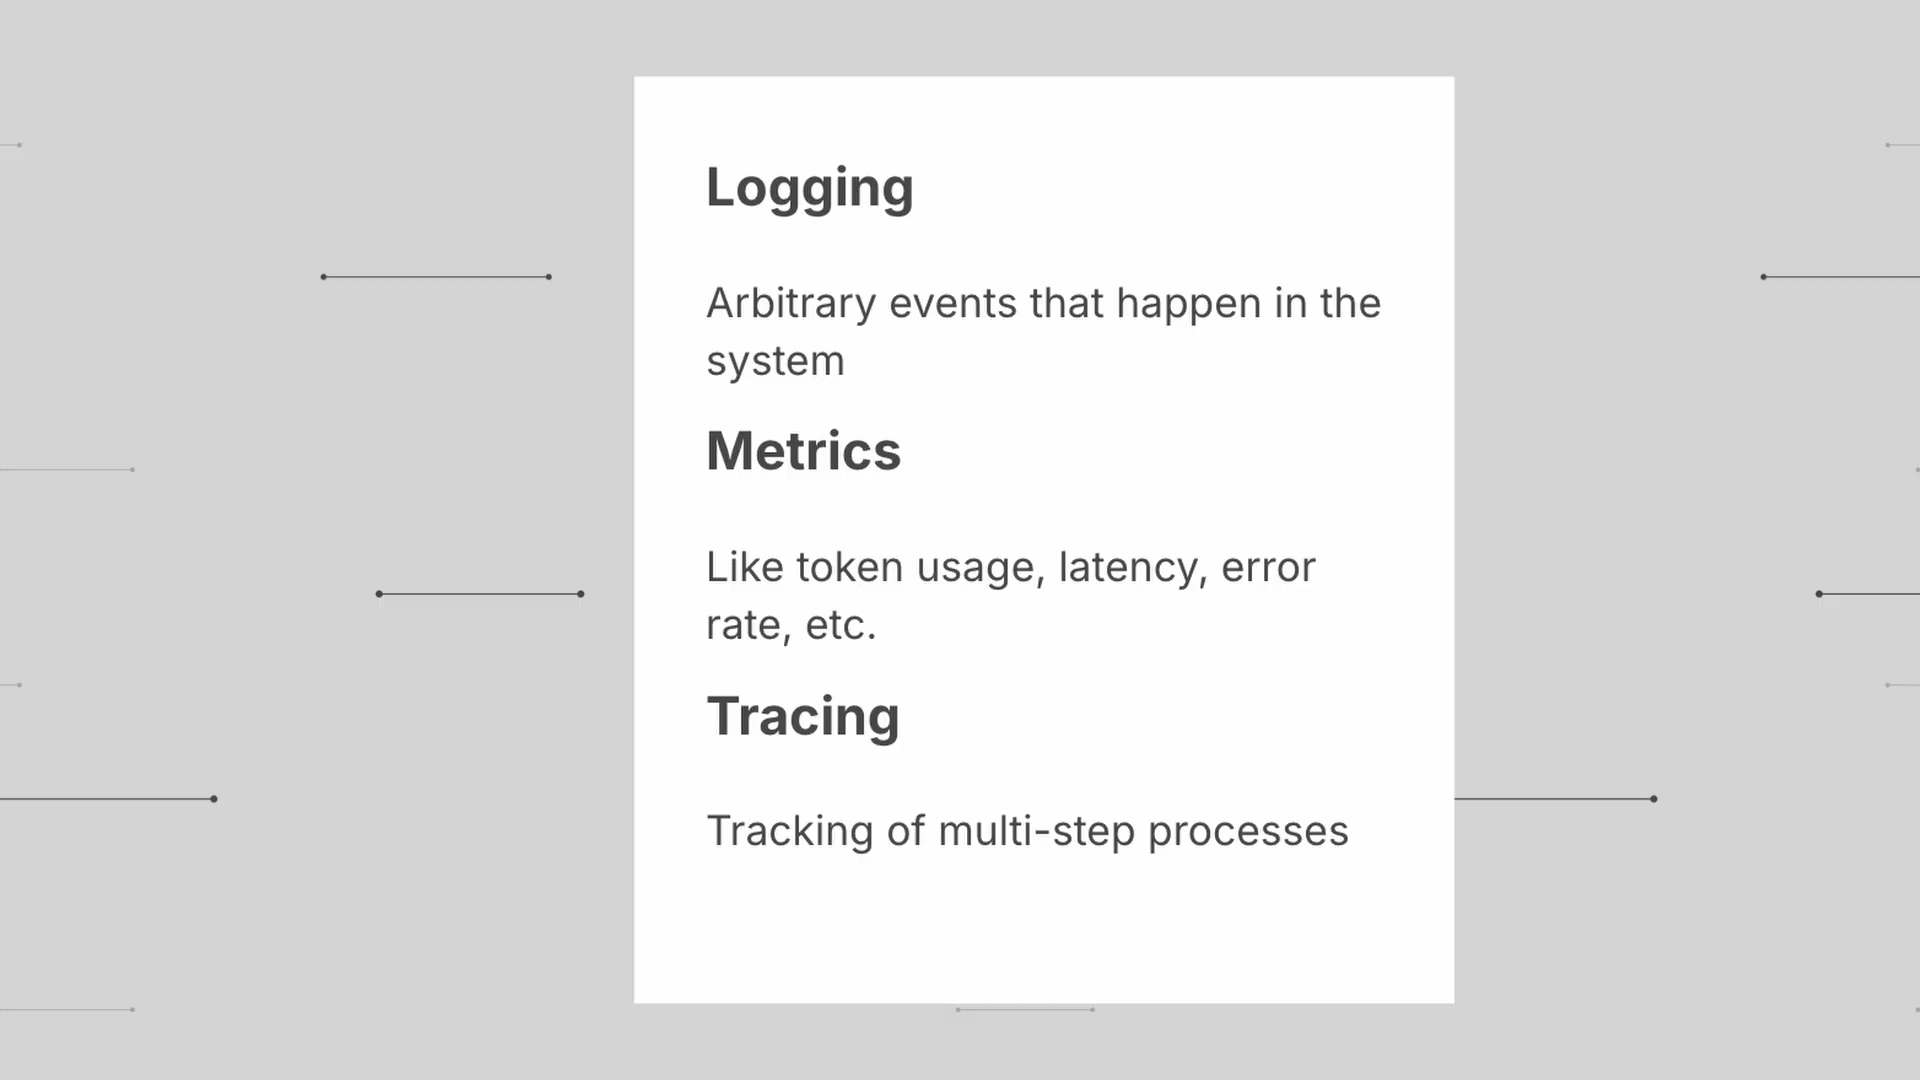 Logging
Arbitrary events that happen in the
system
Metrics
Like token usage, latency, error
rate, etc.
Tracing
Tracking of multi-step processes